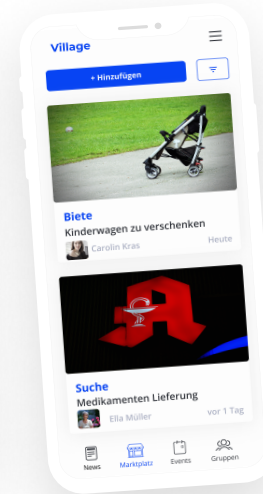 Village
+ Hinzufügen
Biete
Kinderwagen zu verschenken
Carolin Kras
Heute
Suche
Medikamenten Lieferung
Ella Müller
vor 1 Tag
News
Marktplatz
Events
Gruppen